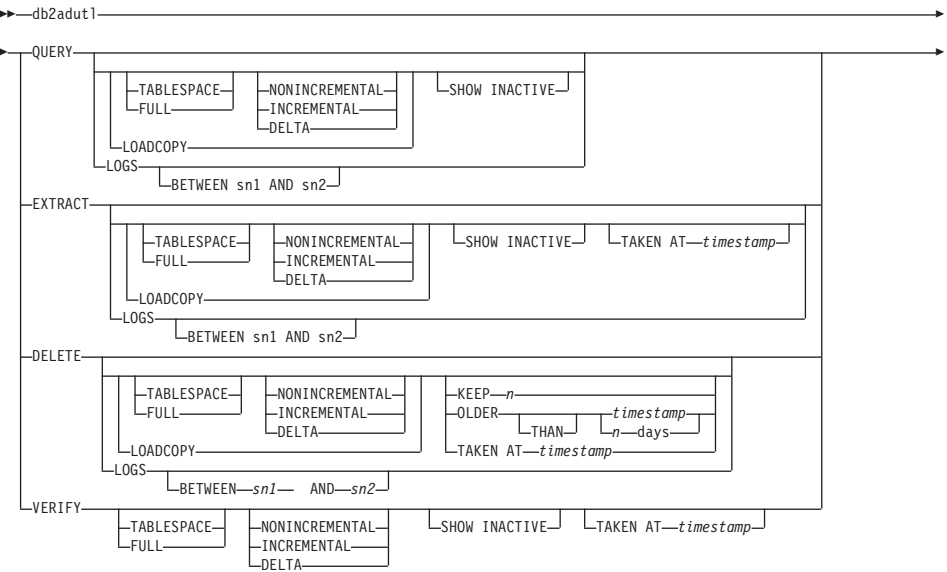 db2adutl
QUERY
TABLESPACE NONINCREMENTAL SHOW INACTIVE
FULL INCREMENTAL
DELTA
LOADCOPY
LOGS
BETWEEN sn1 AND sn2
EXTRACT
TABLESPACE NONINCREMENTAL SHOW INACTIVE TAKEN AT timestamp
FULL INCREMENTAL
DELTA
LOADCOPY
LOGS
BETWEEN sn1 AND sn2
DELETE
TABLESPACE NONINCREMENTAL KEEP n
FULL INCREMENTAL OLDER timestamp
DELTA THAN n days
LOADCOPY TAKEN AT timestamp
LOGS
BETWEEN sn1 AND sn2
VERIFY
TABLESPACE NONINCREMENTAL SHOW INACTIVE TAKEN AT timestamp
FULL INCREMENTAL
DELTA